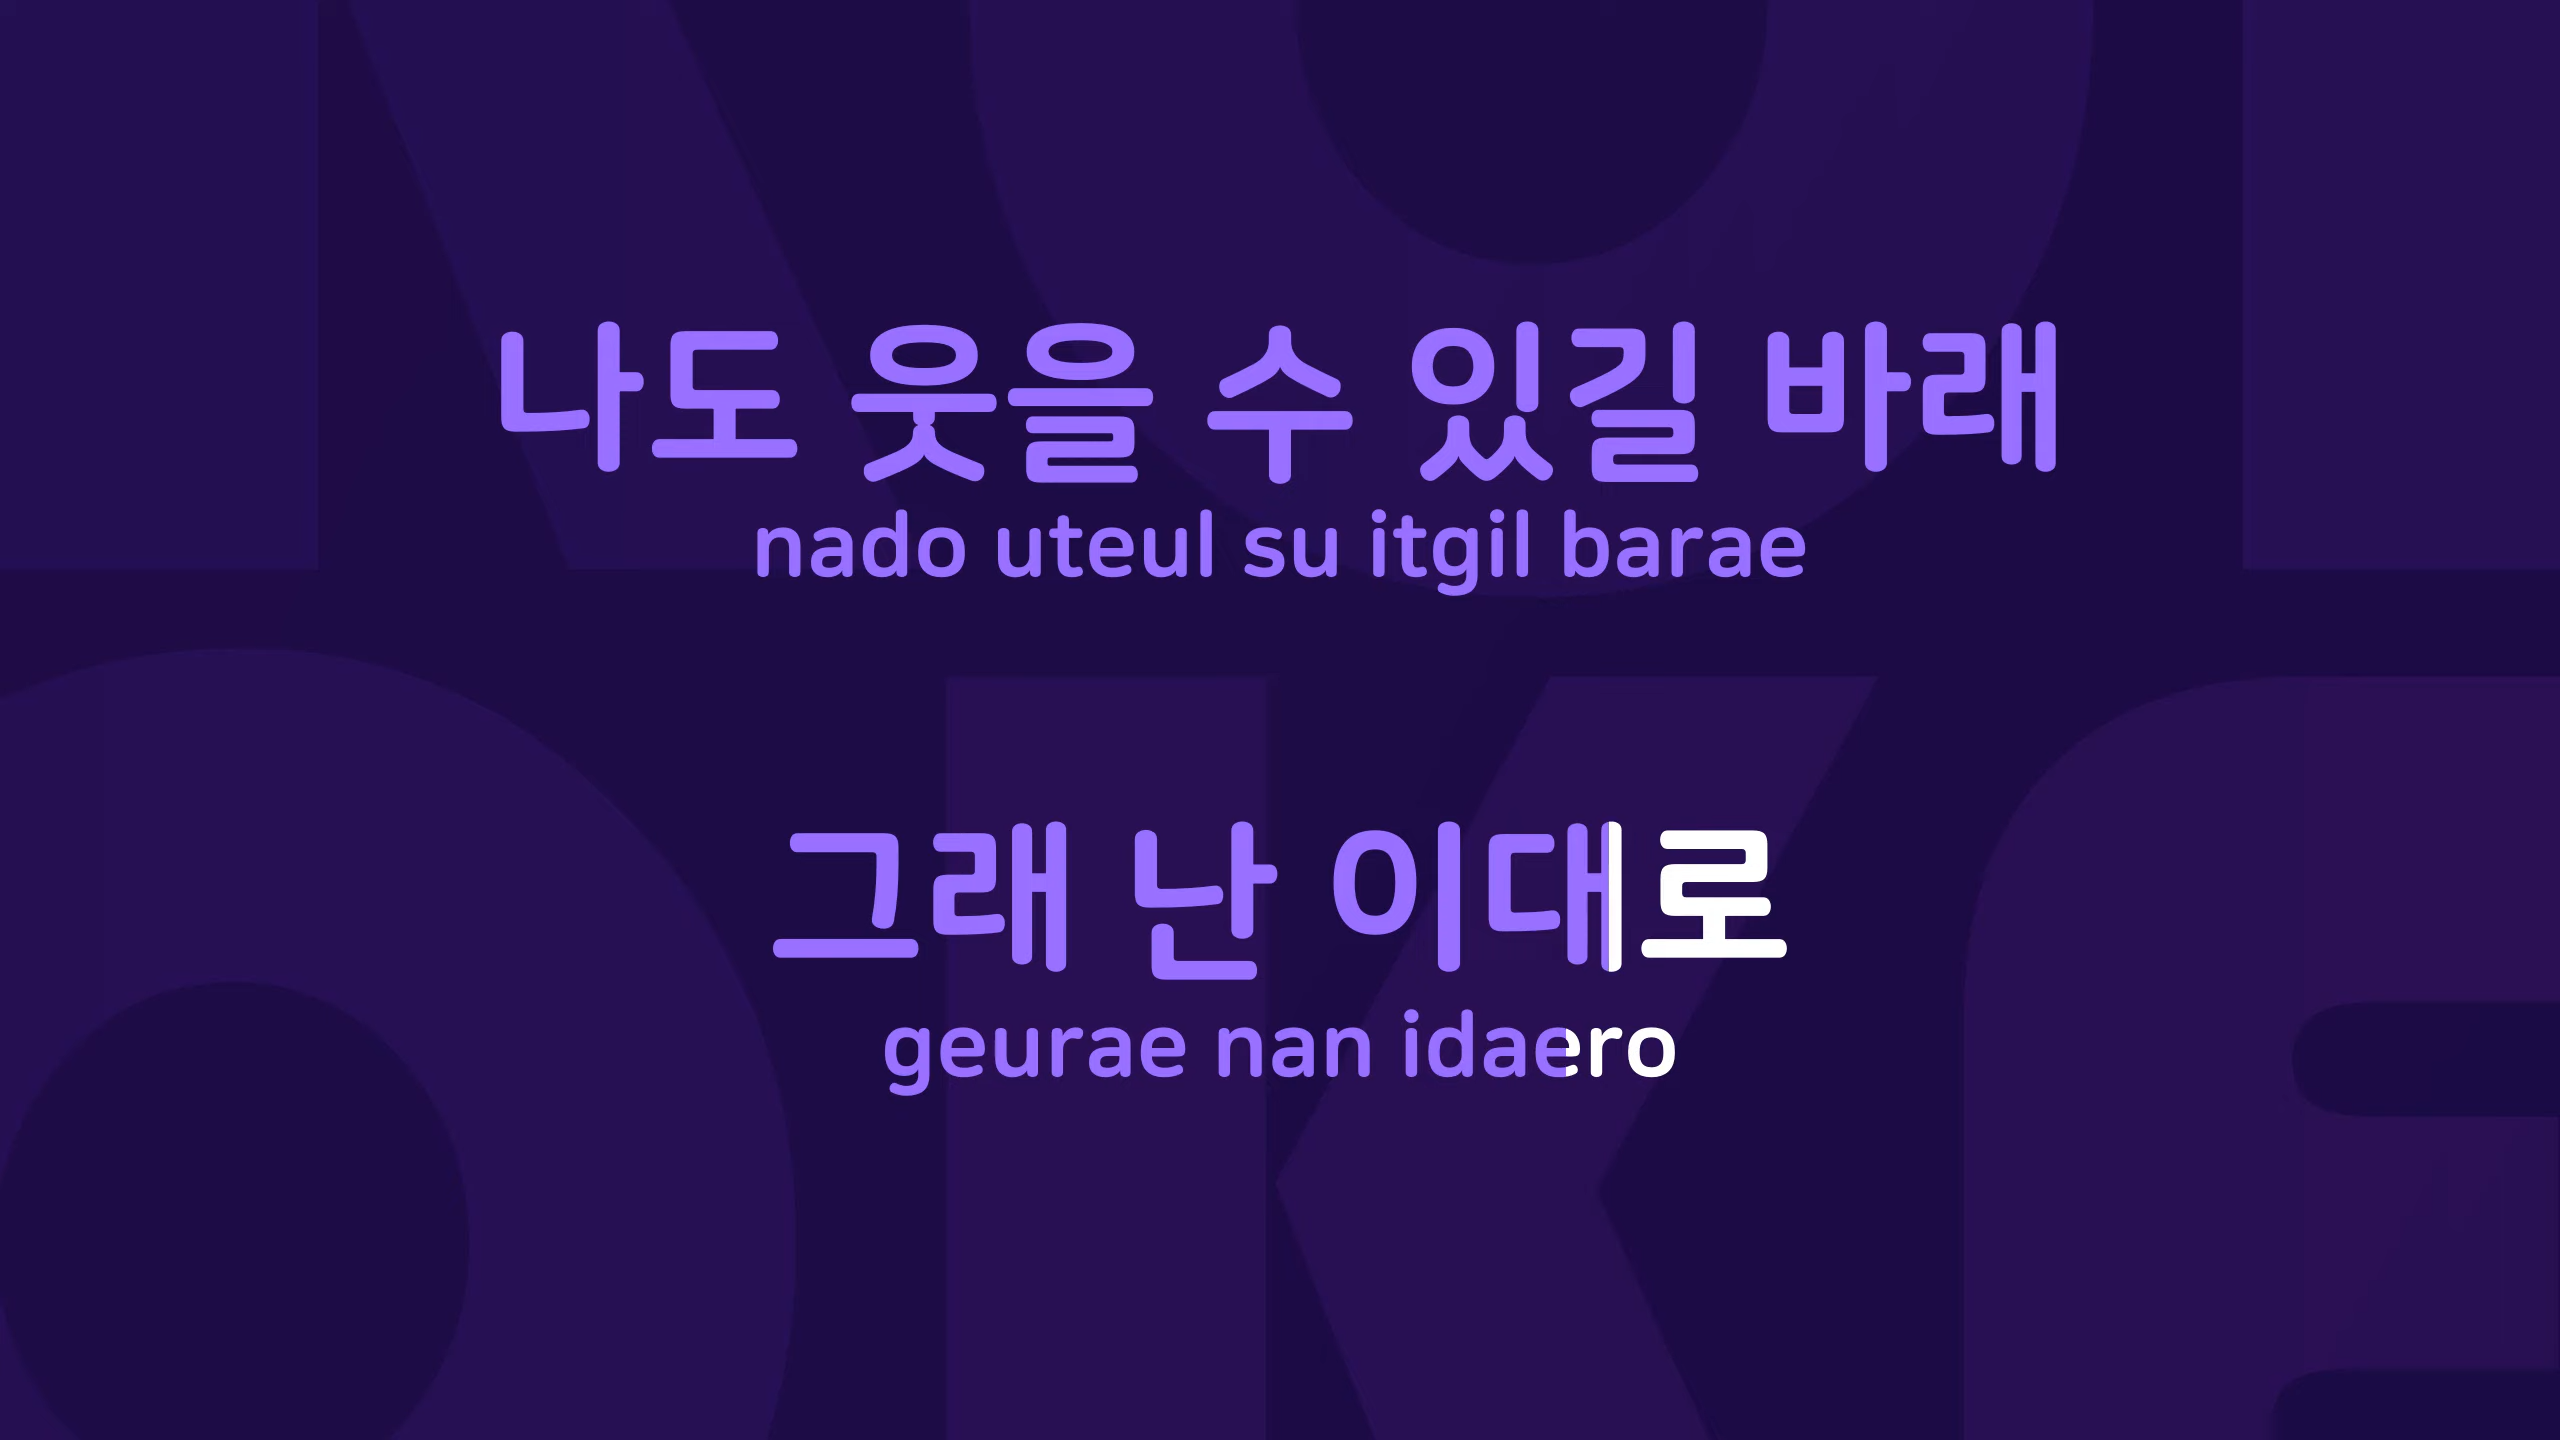 나도 웃을 수 있길 바래
nado uteul su itgil barae
그래 난 이대로
geurae nan idaero